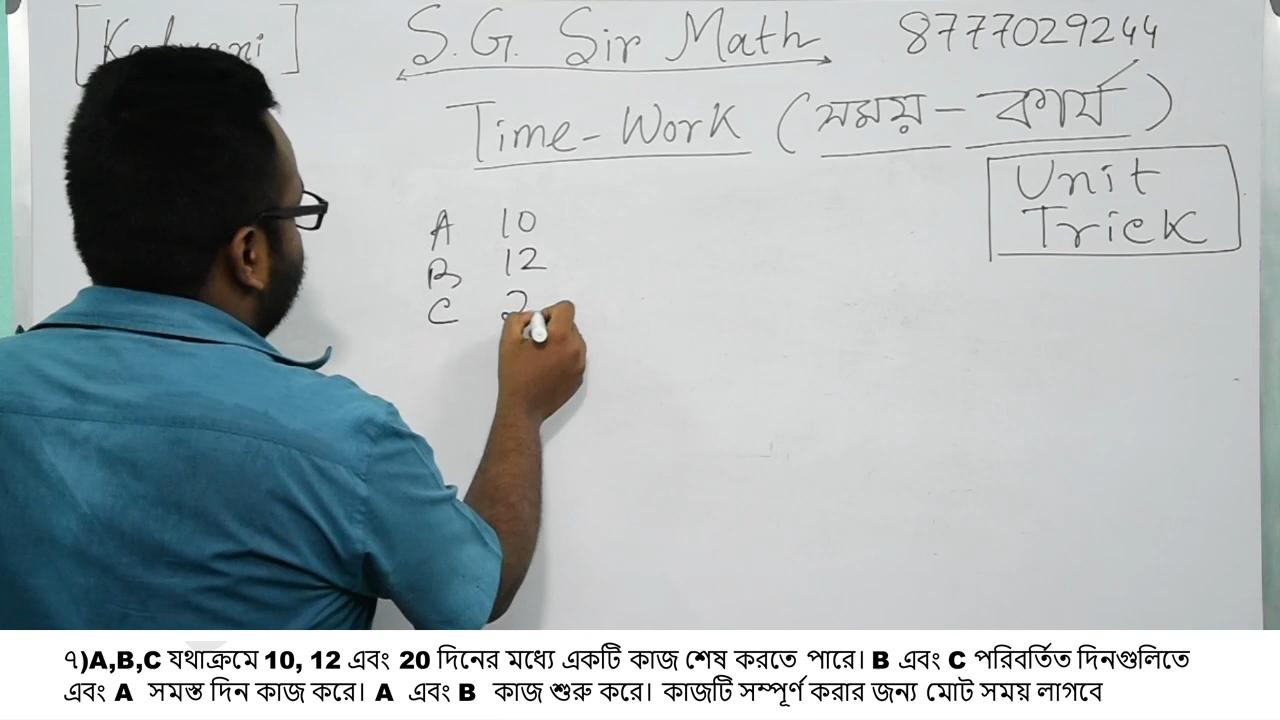 S.G. Sir Math 8777029244
Time-Work (সময় - কার্য)
Unit
Trick
A 10
B 12
C 2
৭)A,B,C যথাক্রমে 10, 12 এবং 20 দিনের মধ্যে একটি কাজ শেষ করতে পারে। B এবং C পরিবর্তিত দিনগুলিতে
এবং A সমস্ত দিন কাজ করে। A এবং B কাজ শুরু করে। কাজটি সম্পূর্ণ করার জন্য মোট সময় লাগবে